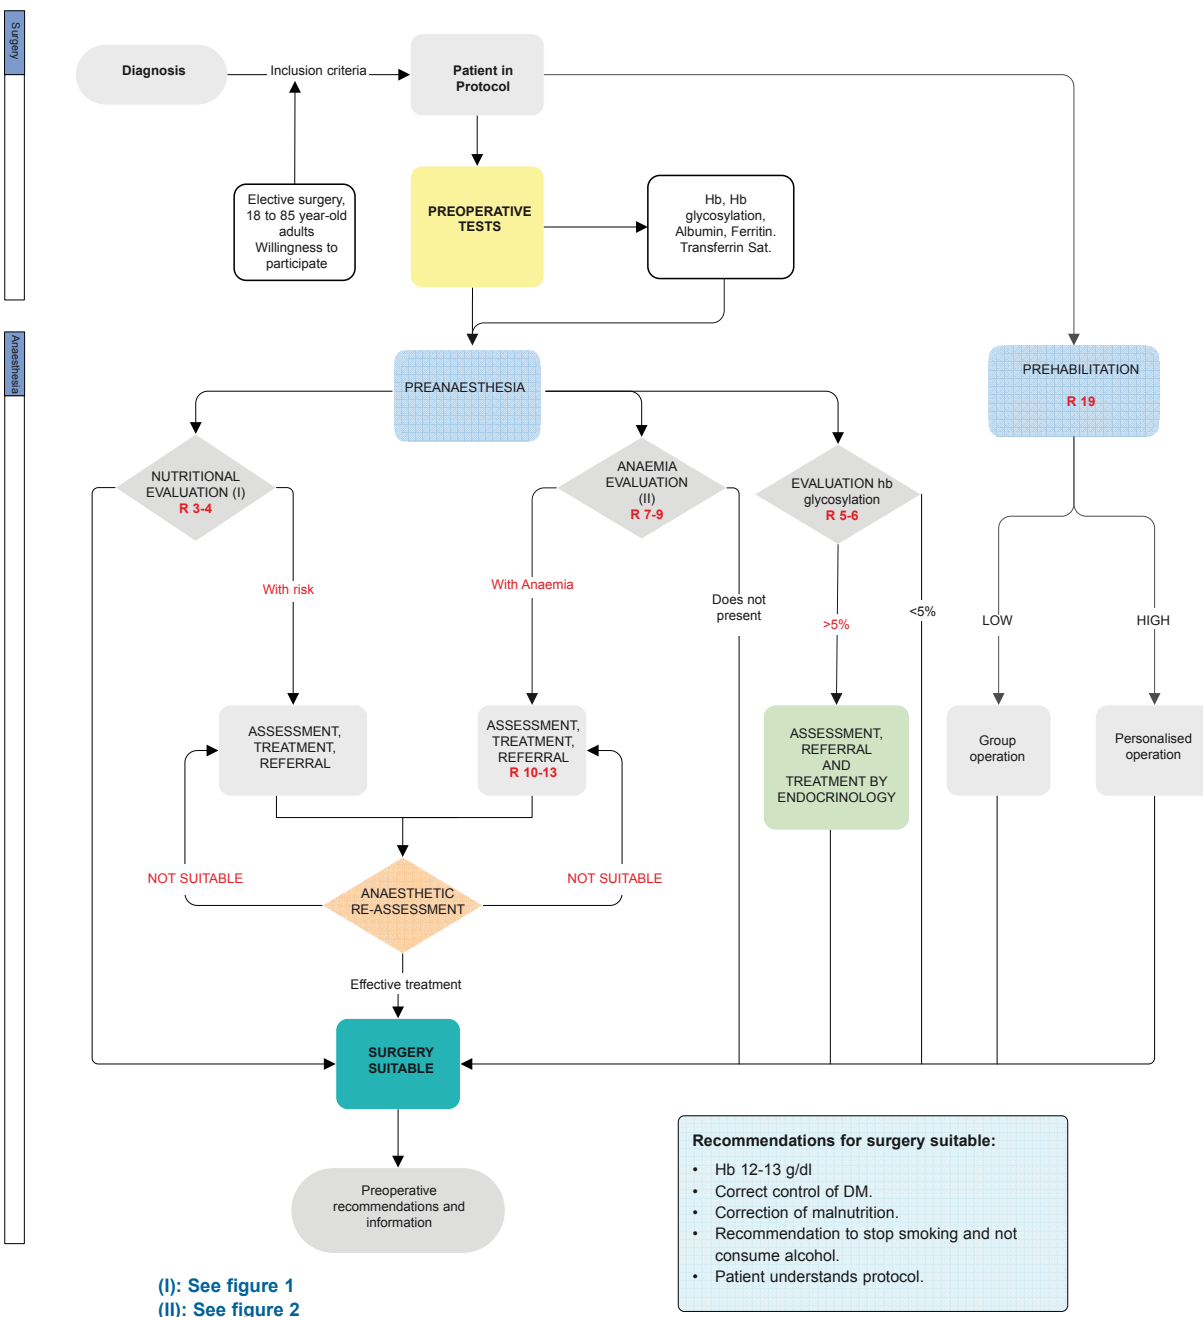 Surgery
Diagnosis
Inclusion criteria
Patient in
Protocol
Elective surgery,
18 to 85 year-old
adults
Willingness to
participate
PREOPERATIVE
TESTS
Hb, Hb
glycosylation,
Albumin, Ferritin.
Transferrin Sat.
Anaesthesia
PREANAESTHESIA
PREHABILITATION
R 19
NUTRITIONAL
EVALUATION (I)
R 3-4
ANAEMIA
EVALUATION
(II)
R 7-9
EVALUATION hb
glycosylation
R 5-6
With risk
With Anaemia
Does not
present
>5%
<5%
LOW
HIGH
ASSESSMENT,
TREATMENT,
REFERRAL
ASSESSMENT,
TREATMENT,
REFERRAL
R 10-13
ASSESSMENT,
REFERRAL
AND
TREATMENT BY
ENDOCRINOLOGY
Group
operation
Personalised
operation
NOT SUITABLE
ANAESTHETIC
RE-ASSESSMENT
NOT SUITABLE
Effective treatment
SURGERY
SUITABLE
Preoperative
recommendations and
information
Recommendations for surgery suitable:
• Hb 12-13 g/dl
• Correct control of DM.
• Correction of malnutrition.
• Recommendation to stop smoking and not
consume alcohol.
• Patient understands protocol.
(I): See figure 1
(II): See figure 2